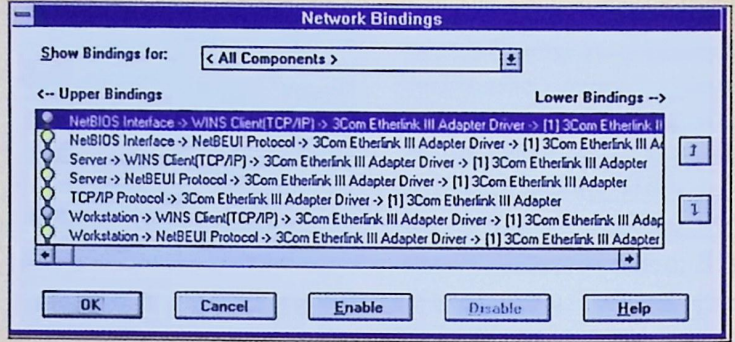 Network Bindings
Show Bindings for:
< All Components >
<-- Upper Bindings
Lower Bindings -->
NetBIOS Interface -> WINS Client(TCP/IP) -> 3Com Etherlink III Adapter Driver -> [1] 3Com Etherlink II
NetBIOS Interface -> NetBEUI Protocol -> 3Com Etherlink III Adapter Driver -> [1] 3Com Etherlink III Ad
Server -> WINS Client(TCP/IP) -> 3Com Etherlink III Adapter Driver -> [1] 3Com Etherlink III Adapter
Server -> NetBEUI Protocol -> 3Com Etherlink III Adapter Driver -> [1] 3Com Etherlink III Adapter
TCP/IP Protocol -> 3Com Etherlink III Adapter Driver -> [1] 3Com Etherlink III Adapter
Workstation -> WINS Client(TCP/IP) -> 3Com Etherlink III Adapter Driver -> [1] 3Com Etherlink III Adap
Workstation -> NetBEUI Protocol -> 3Com Etherlink III Adapter Driver -> [1] 3Com Etherlink III Adapter
OK
Cancel
Enable
Disable
Help